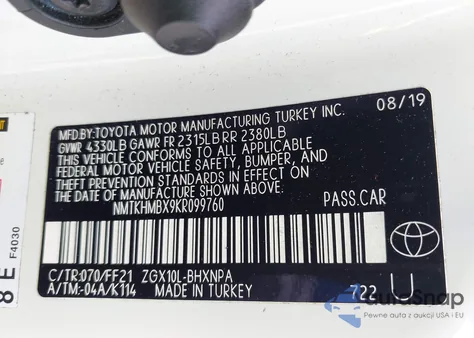 MFD.BY:TOYOTA MOTOR MANUFACTURING TURKEY INC. 08/19
GVWR 4330LB GAWR FR 2315LB RR 2380LB
THIS VEHICLE CONFORMS TO ALL APPLICABLE
FEDERAL MOTOR VEHICLE SAFETY, BUMPER, AND
THEFT PREVENTION STANDARDS IN EFFECT ON
THE DATE OF MANUFACTURE SHOWN ABOVE.
NMTKHMBX9KR099760 PASS.CAR
C/TR:070/FF21 ZGX10L-BHXNPA
A/TM:-04A/K114 MADE IN TURKEY 722 U
8 E F4030
autaSnap
Pewne auta z aukcji USA i EU